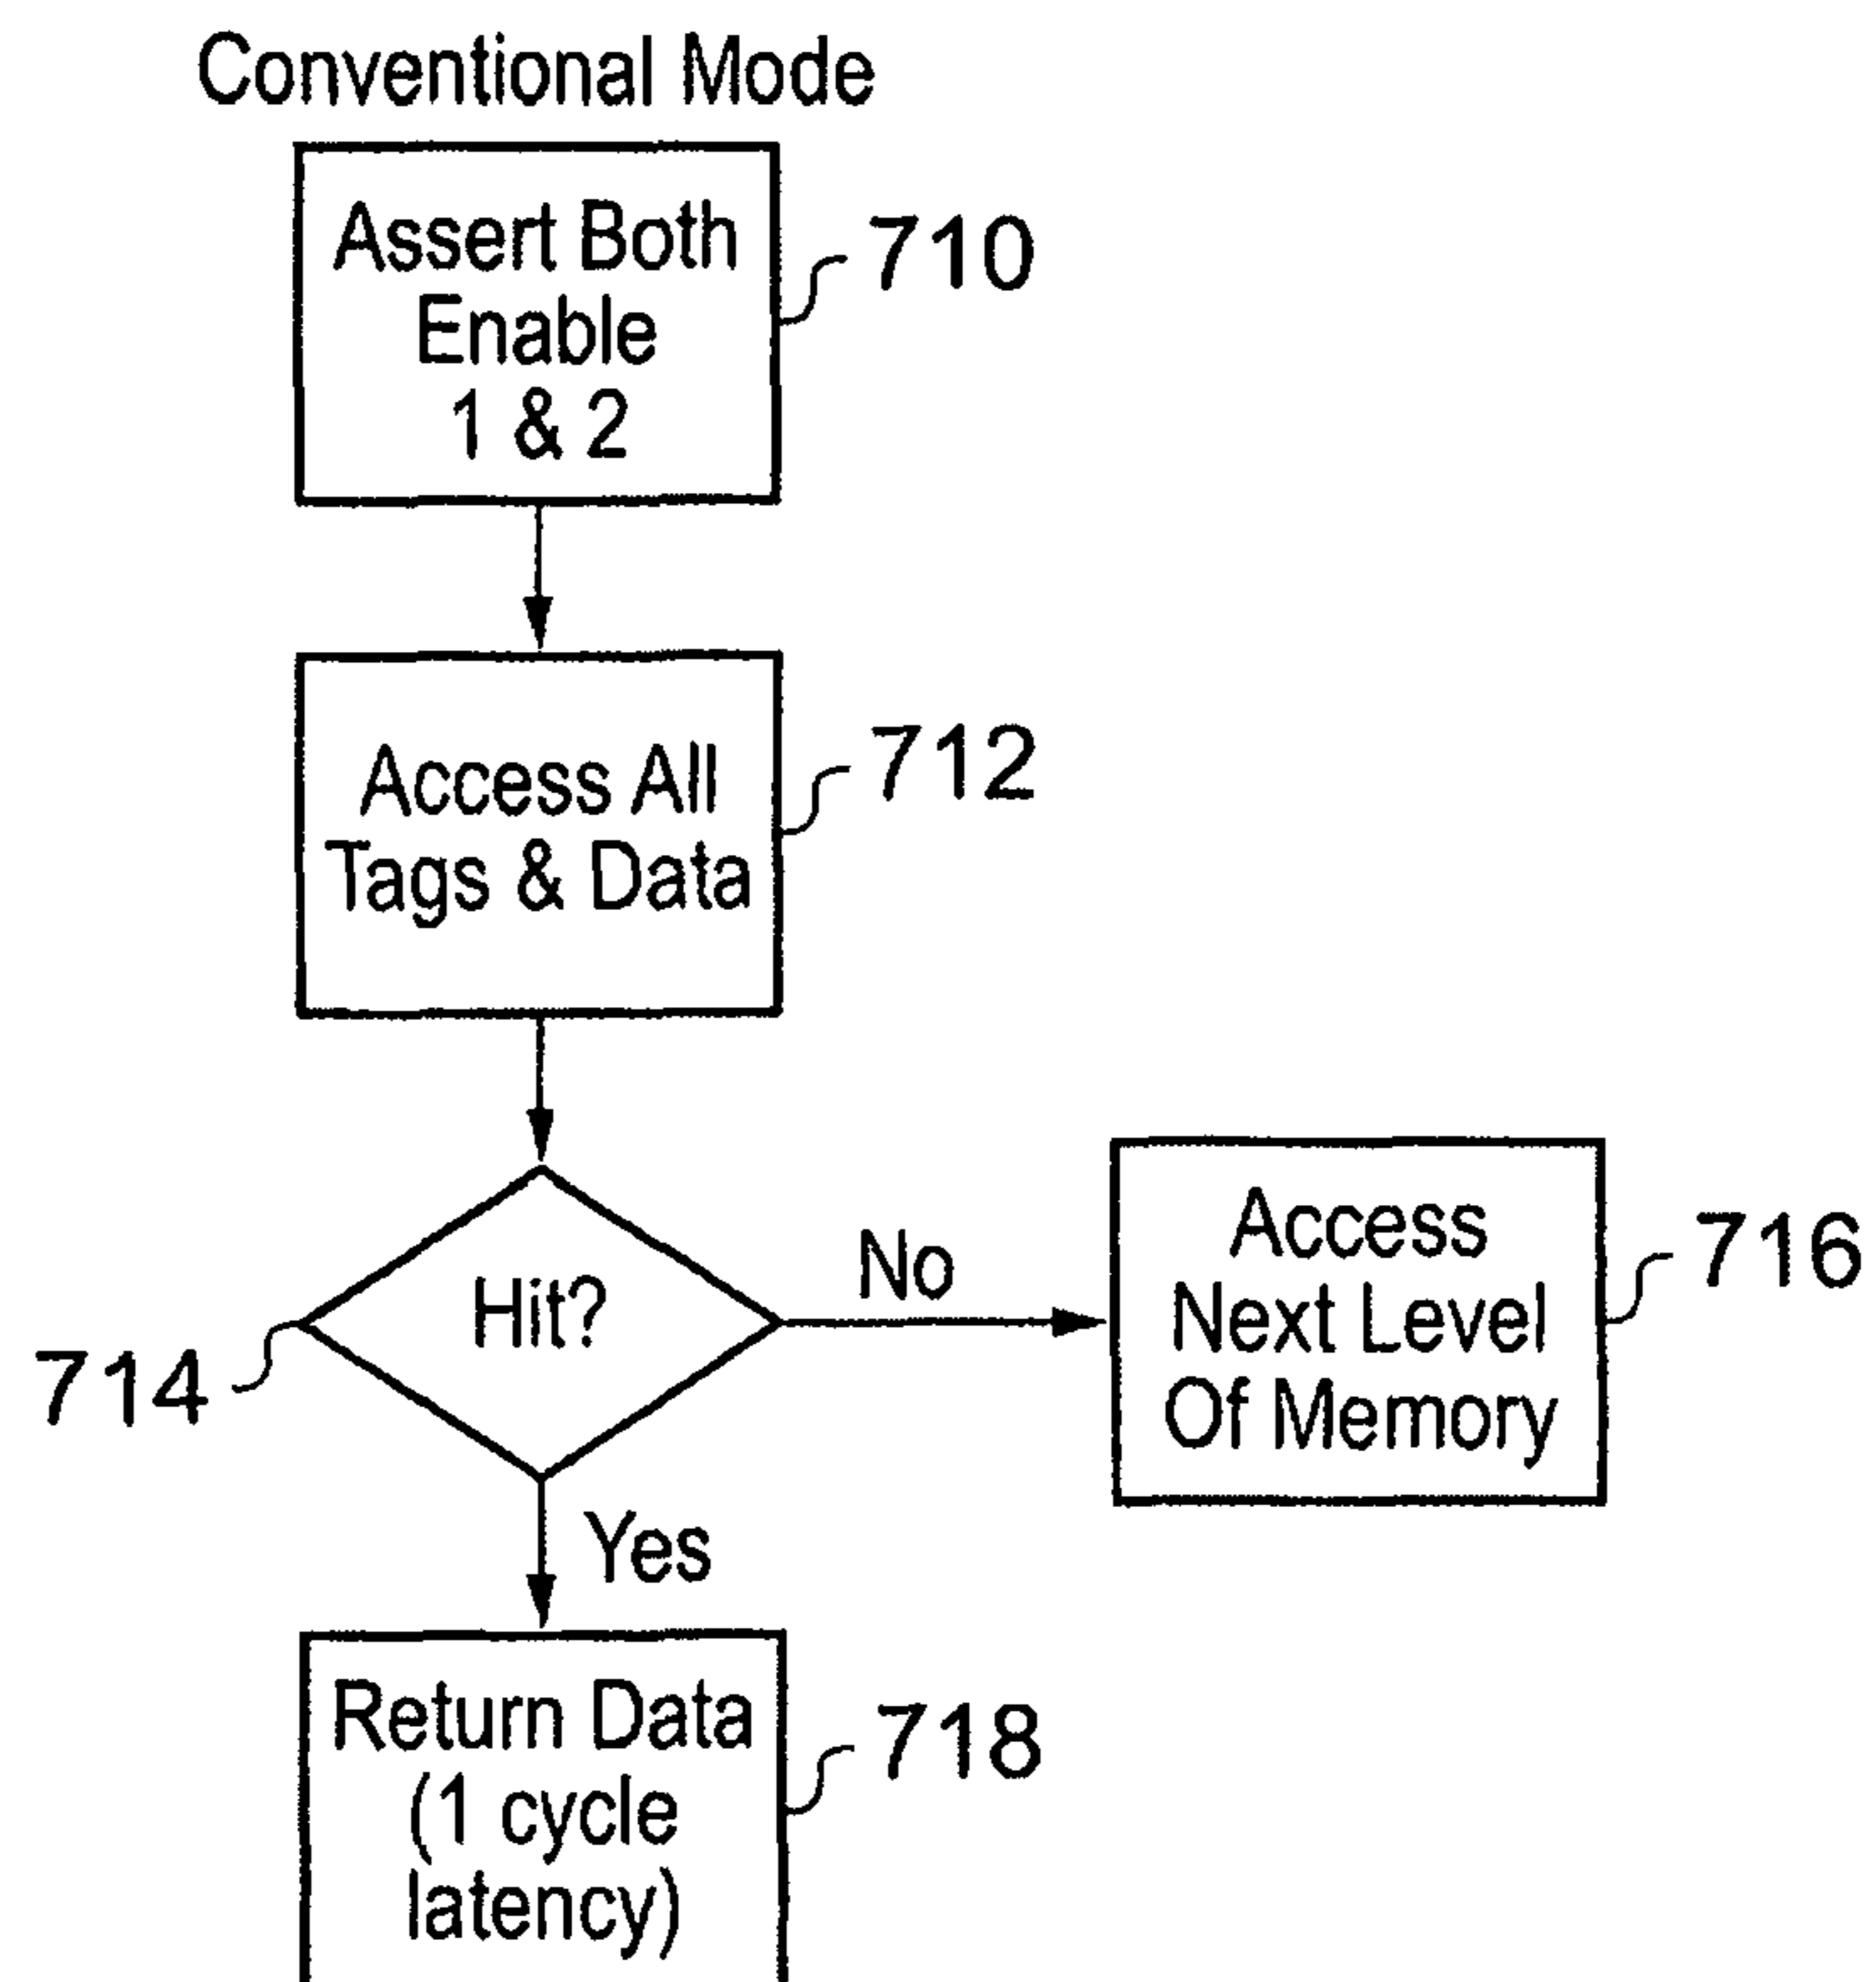 Conventional Mode
Assert Both
Enable
1 & 2
710
Access All
Tags & Data
712
Hit?
714
No
Access
Next Level
Of Memory
716
Yes
Return Data
(1 cycle
latency)
718